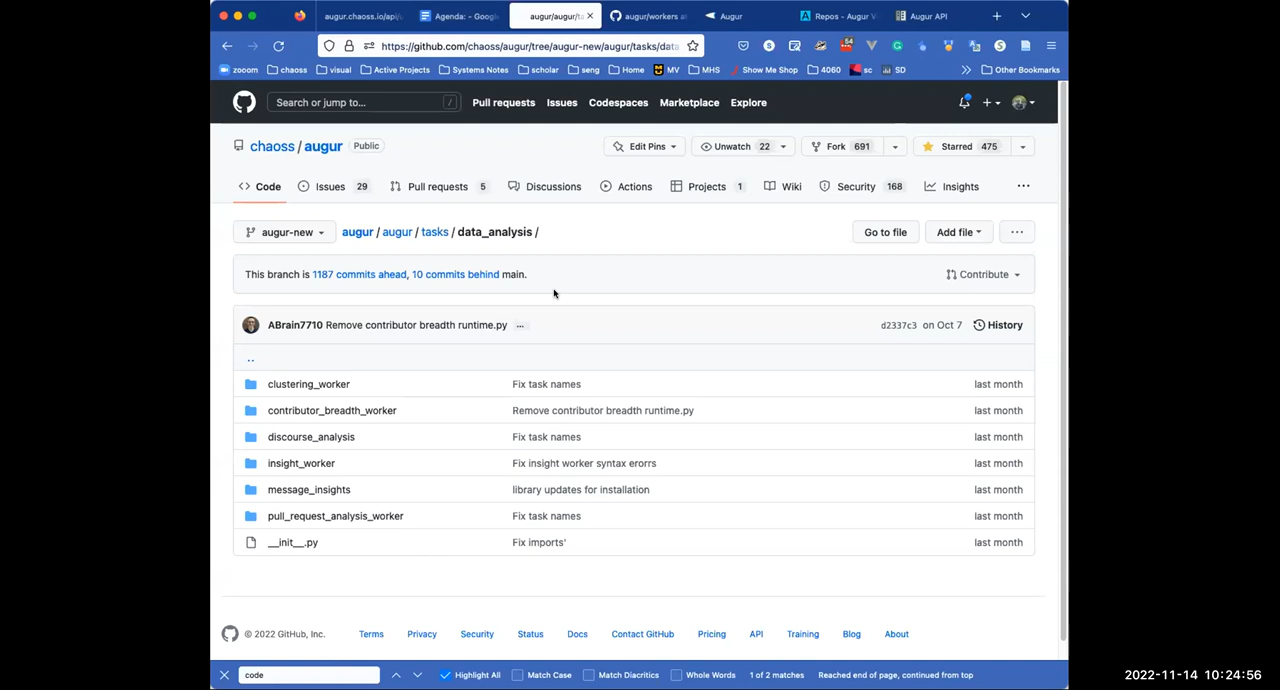 augur.chaoss.io/api/u
Agenda: - Google
augur/augur/ta
augur/workers at
Augur
Repos - Augur V
Augur API
https://github.com/chaoss/augur/tree/augur-new/augur/tasks/data
54
zooom
chaoss
visual
Active Projects
Systems Notes
scholar
seng
Home
MV
MHS
Show Me Shop
4060
sc
SD
Other Bookmarks
Search or jump to...
/
Pull requests
Issues
Codespaces
Marketplace
Explore
chaoss / augur
Public
Edit Pins
Unwatch 22
Fork 691
Starred 475
Code
Issues 29
Pull requests 5
Discussions
Actions
Projects 1
Wiki
Security 168
Insights
augur-new
augur / augur / tasks / data_analysis /
Go to file
Add file
This branch is 1187 commits ahead, 10 commits behind main.
Contribute
ABrain7710 Remove contributor breadth runtime.py ...
d2337c3 on Oct 7
History
..
clustering_worker Fix task names last month
contributor_breadth_worker Remove contributor breadth runtime.py last month
discourse_analysis Fix task names last month
insight_worker Fix insight worker syntax erorrs last month
message_insights library updates for installation last month
pull_request_analysis_worker Fix task names last month
__init__.py Fix imports' last month
© 2022 GitHub, Inc.
Terms
Privacy
Security
Status
Docs
Contact GitHub
Pricing
API
Training
Blog
About
code
Highlight All
Match Case
Match Diacritics
Whole Words
1 of 2 matches
Reached end of page, continued from top
2022-11-14 10:24:56